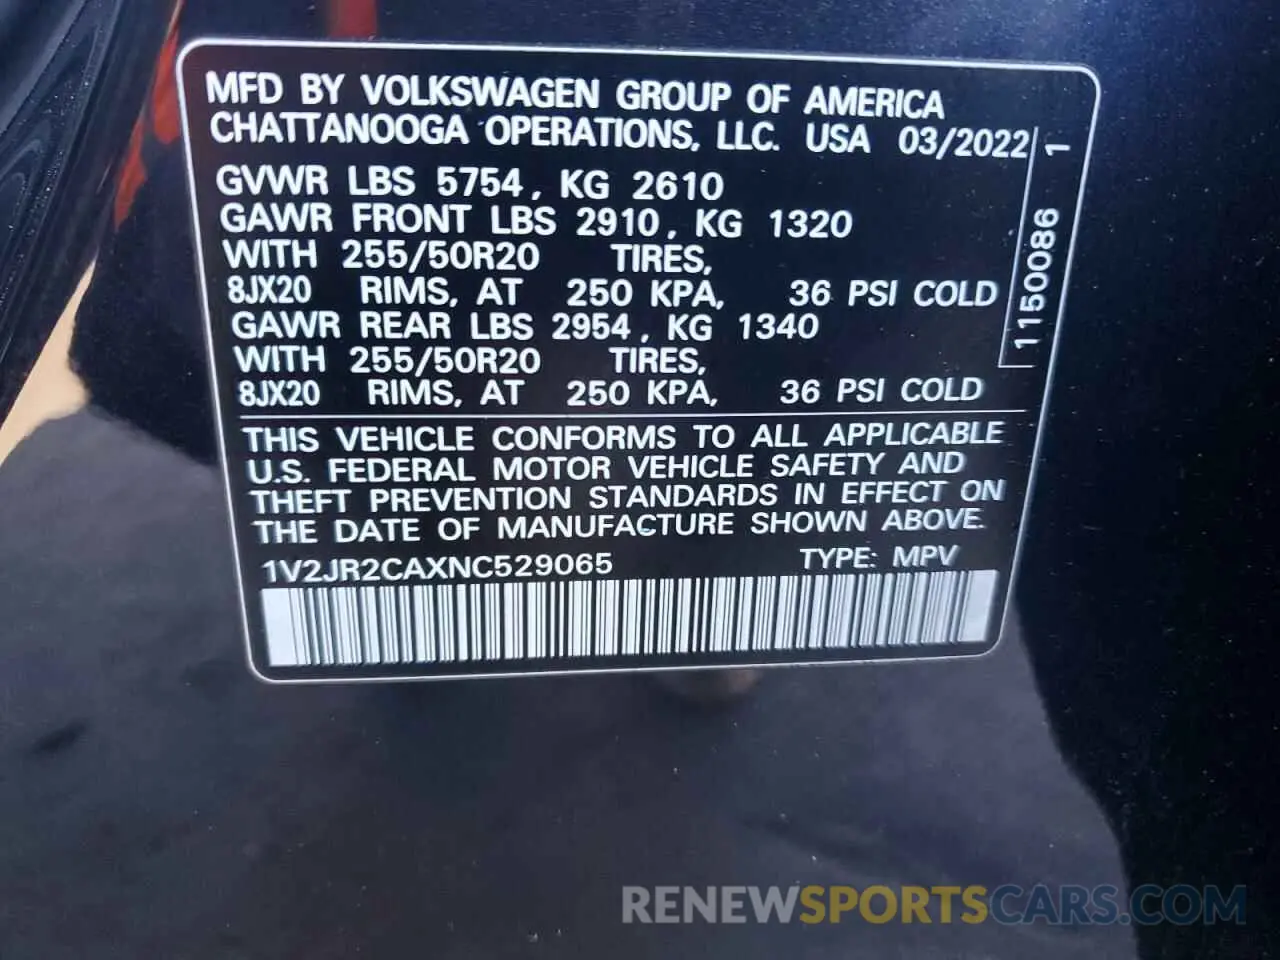 MFD BY VOLKSWAGEN GROUP OF AMERICA
CHATTANOOGA OPERATIONS, LLC. USA 03/2022
GVWR LBS 5754, KG 2610
GAWR FRONT LBS 2910, KG 1320
WITH 255/50R20 TIRES,
8JX20 RIMS, AT 250 KPA, 36 PSI COLD
GAWR REAR LBS 2954, KG 1340
WITH 255/50R20 TIRES,
8JX20 RIMS, AT 250 KPA, 36 PSI COLD
1150086 1
THIS VEHICLE CONFORMS TO ALL APPLICABLE
U.S. FEDERAL MOTOR VEHICLE SAFETY AND
THEFT PREVENTION STANDARDS IN EFFECT ON
THE DATE OF MANUFACTURE SHOWN ABOVE.
1V2JR2CAXNC529065 TYPE: MPV
RENEWSPORTSCARS.COM